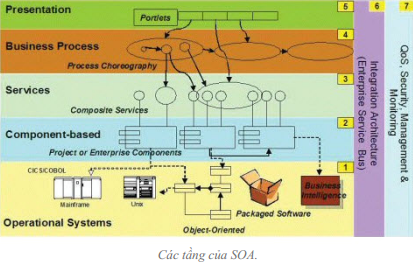 Presentation
Portlets
5
6
7
Business Process
4
Process Choreography
Services
3
Composite Services
Component-based
2
Project or Enterprise Components
1
CICS/COBOL
Mainframe
Unix
Object-Oriented
Packaged Software
Business
Intelligence
Operational Systems
Integration Architecture
(Enterprise Service Bus)
QoS, Security, Management &
Monitoring
Các tầng của SOA.